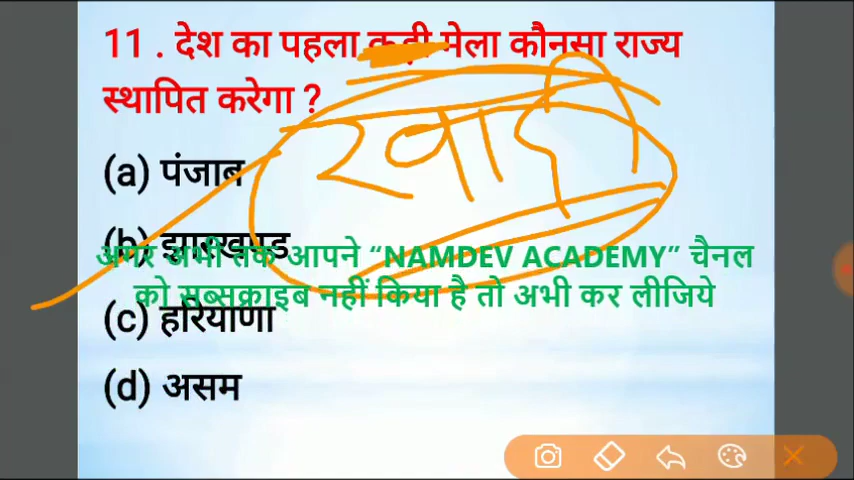 11 . देश का पहला कढ़ी मेला कौनसा राज्य
स्थापित करेगा ?
खादी
(a) पंजाब
(b) झारखण्ड
अगर अभी तक आपने “NAMDEV ACADEMY” चैनल
को सब्सक्राइब नहीं किया है तो अभी कर लीजिये
(c) हरियाणा
(d) असम